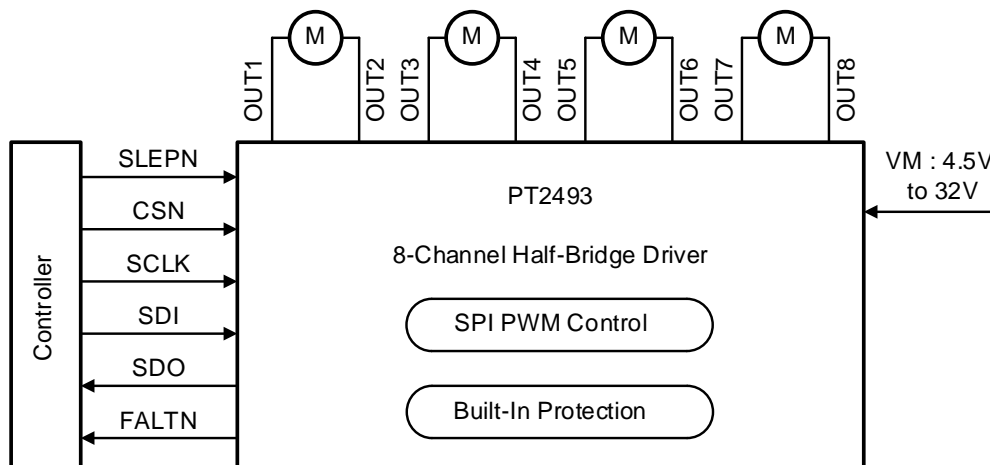 M
M
M
M
OUT1
OUT2
OUT3
OUT4
OUT5
OUT6
OUT7
OUT8
Controller
SLEPN
CSN
SCLK
SDI
SDO
FALTN
PT2493
8-Channel Half-Bridge Driver
SPI PWM Control
Built-In Protection
VM : 4.5V
to 32V